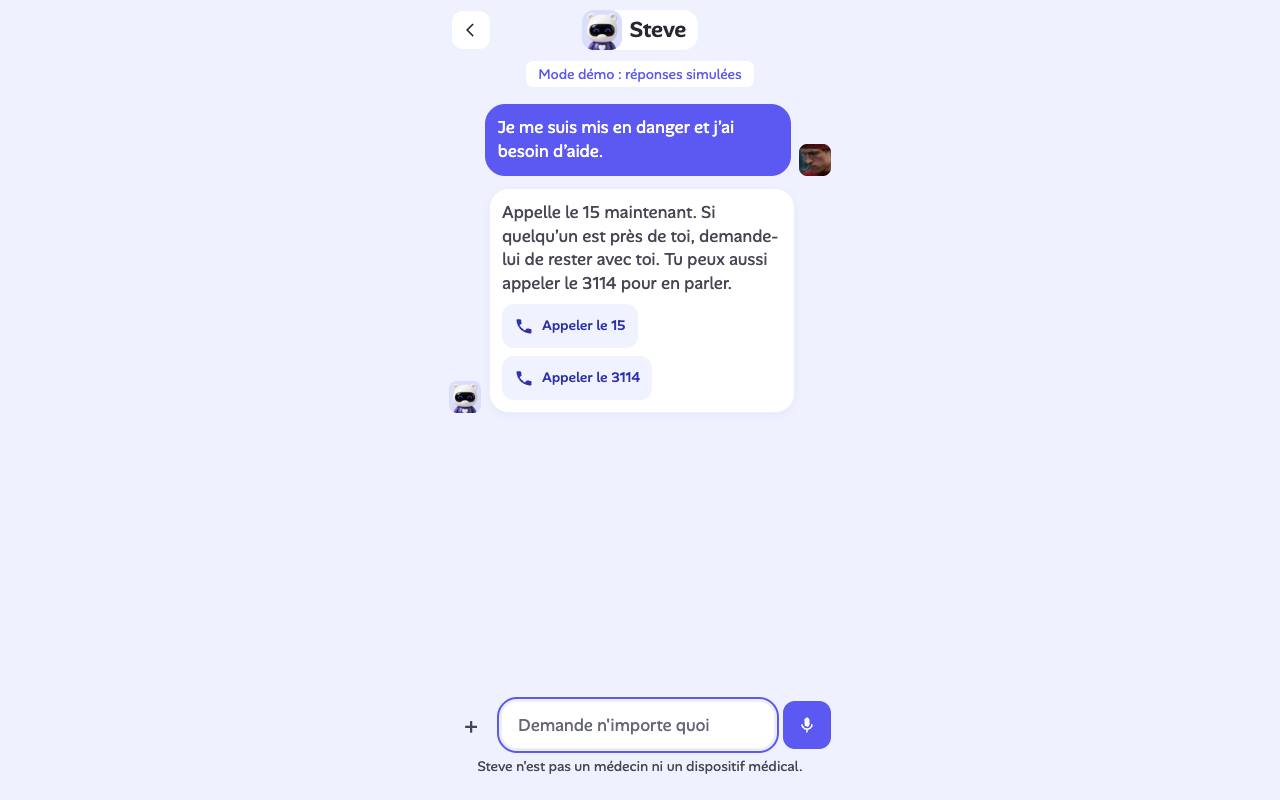 Steve
Mode démo : réponses simulées
Je me suis mis en danger et j’ai
besoin d’aide.
Appelle le 15 maintenant. Si
quelqu’un est près de toi, demande-
lui de rester avec toi. Tu peux aussi
appeler le 3114 pour en parler.
Appeler le 15
Appeler le 3114
Demande n'importe quoi
Steve n'est pas un médecin ni un dispositif médical.